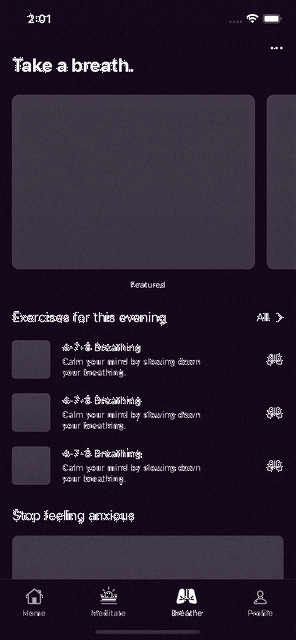 2:01
Take a breath.
Featured
Exercises for this evening
All
4-7-8 Breathing
Calm your mind by slowing down
your breathing.
4-7-8 Breathing
Calm your mind by slowing down
your breathing.
4-7-8 Breathing
Calm your mind by slowing down
your breathing.
Stop feeling anxious
Home
Meditate
Breathe
Profile